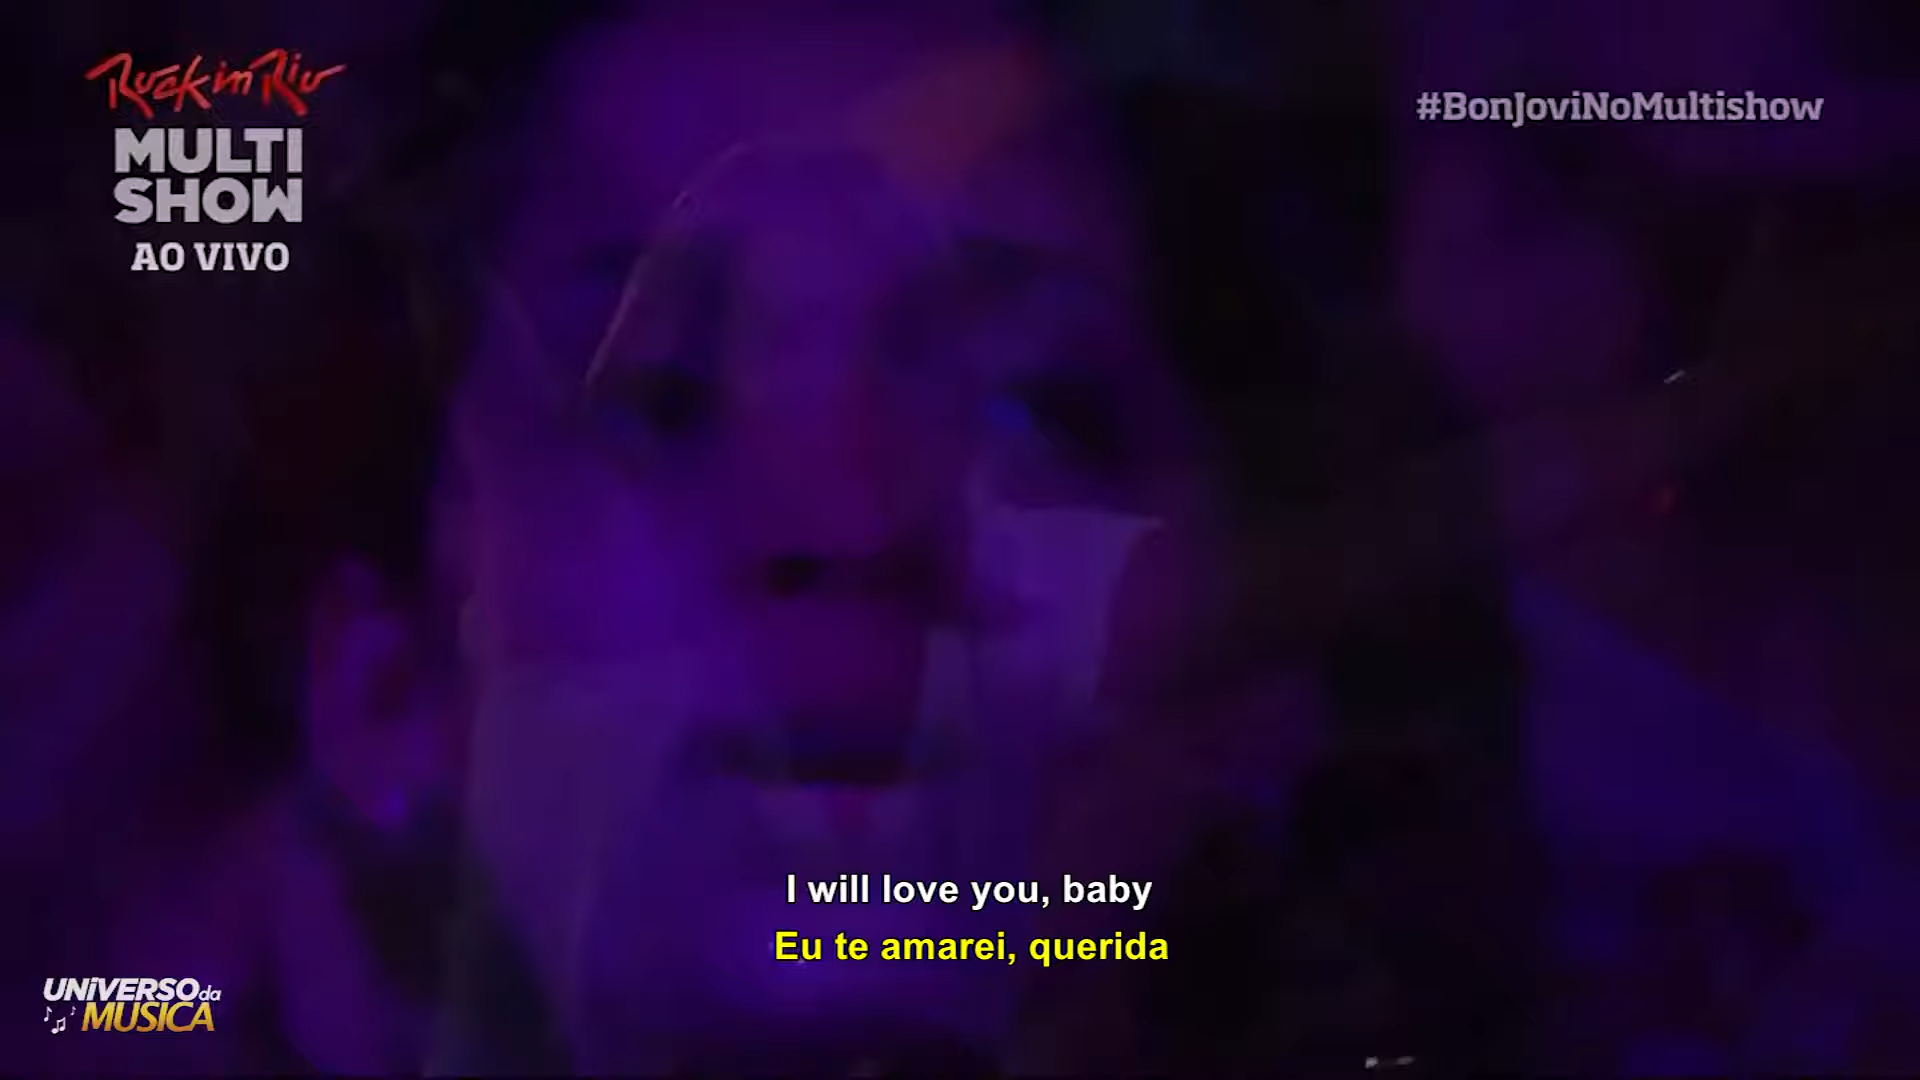 Rock in Rio
MULTI
SHOW
AO VIVO
#BonJoviNoMultishow
I will love you, baby
Eu te amarei, querida
UNiVERSO da
MUSICA